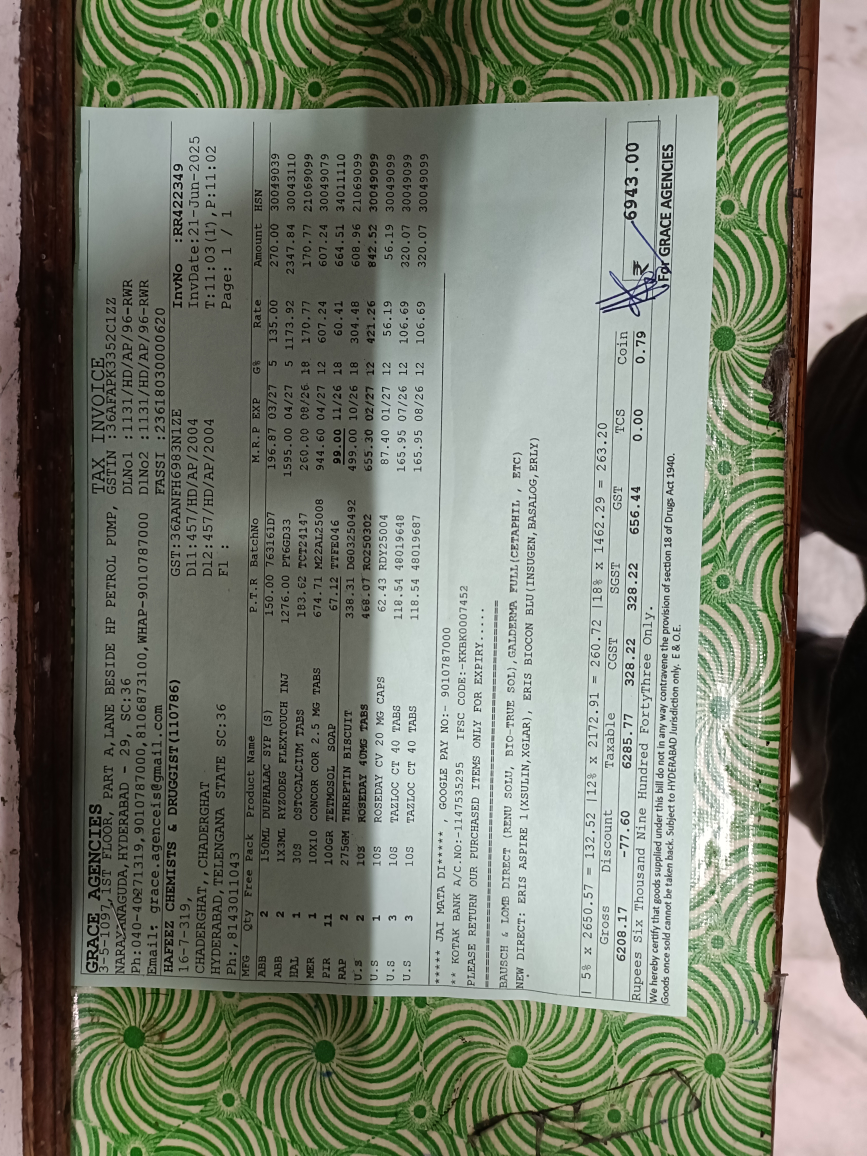 GRACE AGENCIES TAX INVOICE
3-5-1097,1ST FLOOR, PART A,LANE BESIDE HP PETROL PUMP, GSTIN :36AFAPK3352C1ZZ
NARAYANAGUDA,HYDERABAD - 29, SC:36 DLNo1 :1131/HD/AP/96-RWR
Ph:040-40271319,9010787000,8106873100,WHAP-9010787000 DlNo2 :1131/HD/AP/96-RWR
Email: grace.agenceis@gmail.com FASSI :23618030000620
HAFEEZ CHEMISTS & DRUGGIST(110786) GST:36AANFH6983N1ZE InvNo :RR422349
16-7-319, D11:457/HD/AP/2004 InvDate:21-Jun-2025
CHADERGHAT,,CHADERGHAT D12:457/HD/AP/2004 T:11:03(1),P:11:02
HYDERABAD,TELENGANA STATE SC:36 Fl : Page: 1 / 1
Ph:,8143011043
MFG Qty Free Pack Product Name P.T.R BatchNo M.R.P EXP G% Rate Amount HSN
ABB 2 150ML DUPHALAC SYP (S) 150.00 763161D7 196.87 03/27 5 135.00 270.00 30049039
ABB 2 1X3ML RYZODEG FLEXTOUCH INJ 1276.00 PT6GD33 1595.00 04/27 5 1173.92 2347.84 30043110
HAL 1 30S OSTOCALCIUM TABS 183.62 TCT24147 260.00 08/26 18 170.77 170.77 21069099
MER 1 10X10 CONCOR COR 2.5 MG TABS 674.71 M22AL25008 944.60 04/27 12 607.24 607.24 30049079
PIR 11 100GR TETMOSOL SOAP 67.12 TTFE046 99.00 11/26 18 60.41 664.51 34011110
RAP 2 275GM THREPTIN BISCUIT 338.31 DG03250492 499.00 10/26 18 304.48 608.96 21069099
U.S 2 10S ROSEDAY 40MG TABS 468.07 RO250302 655.30 02/27 12 421.26 842.52 30049099
U.S 1 10S ROSEDAY CV 20 MG CAPS 62.43 RDY25004 87.40 01/27 12 56.19 56.19 30049099
U.S 3 10S TAZLOC CT 40 TABS 118.54 48019648 165.95 07/26 12 106.69 320.07 30049099
U.S 3 10S TAZLOC CT 40 TABS 118.54 48019687 165.95 08/26 12 106.69 320.07 30049099
***** JAI MATA DI***** , GOOGLE PAY NO:- 9010787000
** KOTAK BANK A/C.NO:-1147535295 IFSC CODE:-KKBK0007452
PLEASE RETURN OUR PURCHASED ITEMS ONLY FOR EXPIRY......
BAUSCH & LOMB DIRECT (RENU SOLU, BIO-TRUE SOL),GALDERMA FULL(CETAPHIL , ETC)
NEW DIRECT: ERIS ASPIRE 1(XSULIN,XGLAR), ERIS BIOCON BLU(INSUGEN,BASALOG,ERLY)
|5% x 2650.57 = 132.52 |12% x 2172.91 = 260.72 |18% x 1462.29 = 263.20
Gross Discount Taxable CGST SGST GST TCS Coin
6208.17 -77.60 6285.77 328.22 328.22 656.44 0.00 0.79 ₹ 6943.00
Rupees Six Thousand Nine Hundred FortyThree Only.
We hereby certify that goods supplied under this bill do not in any way contravene the provision of section 18 of Drugs Act 1940. For GRACE AGENCIES
Goods once sold cannot be taken back. Subject to HYDERABAD Jurisdiction only. E & O.E.